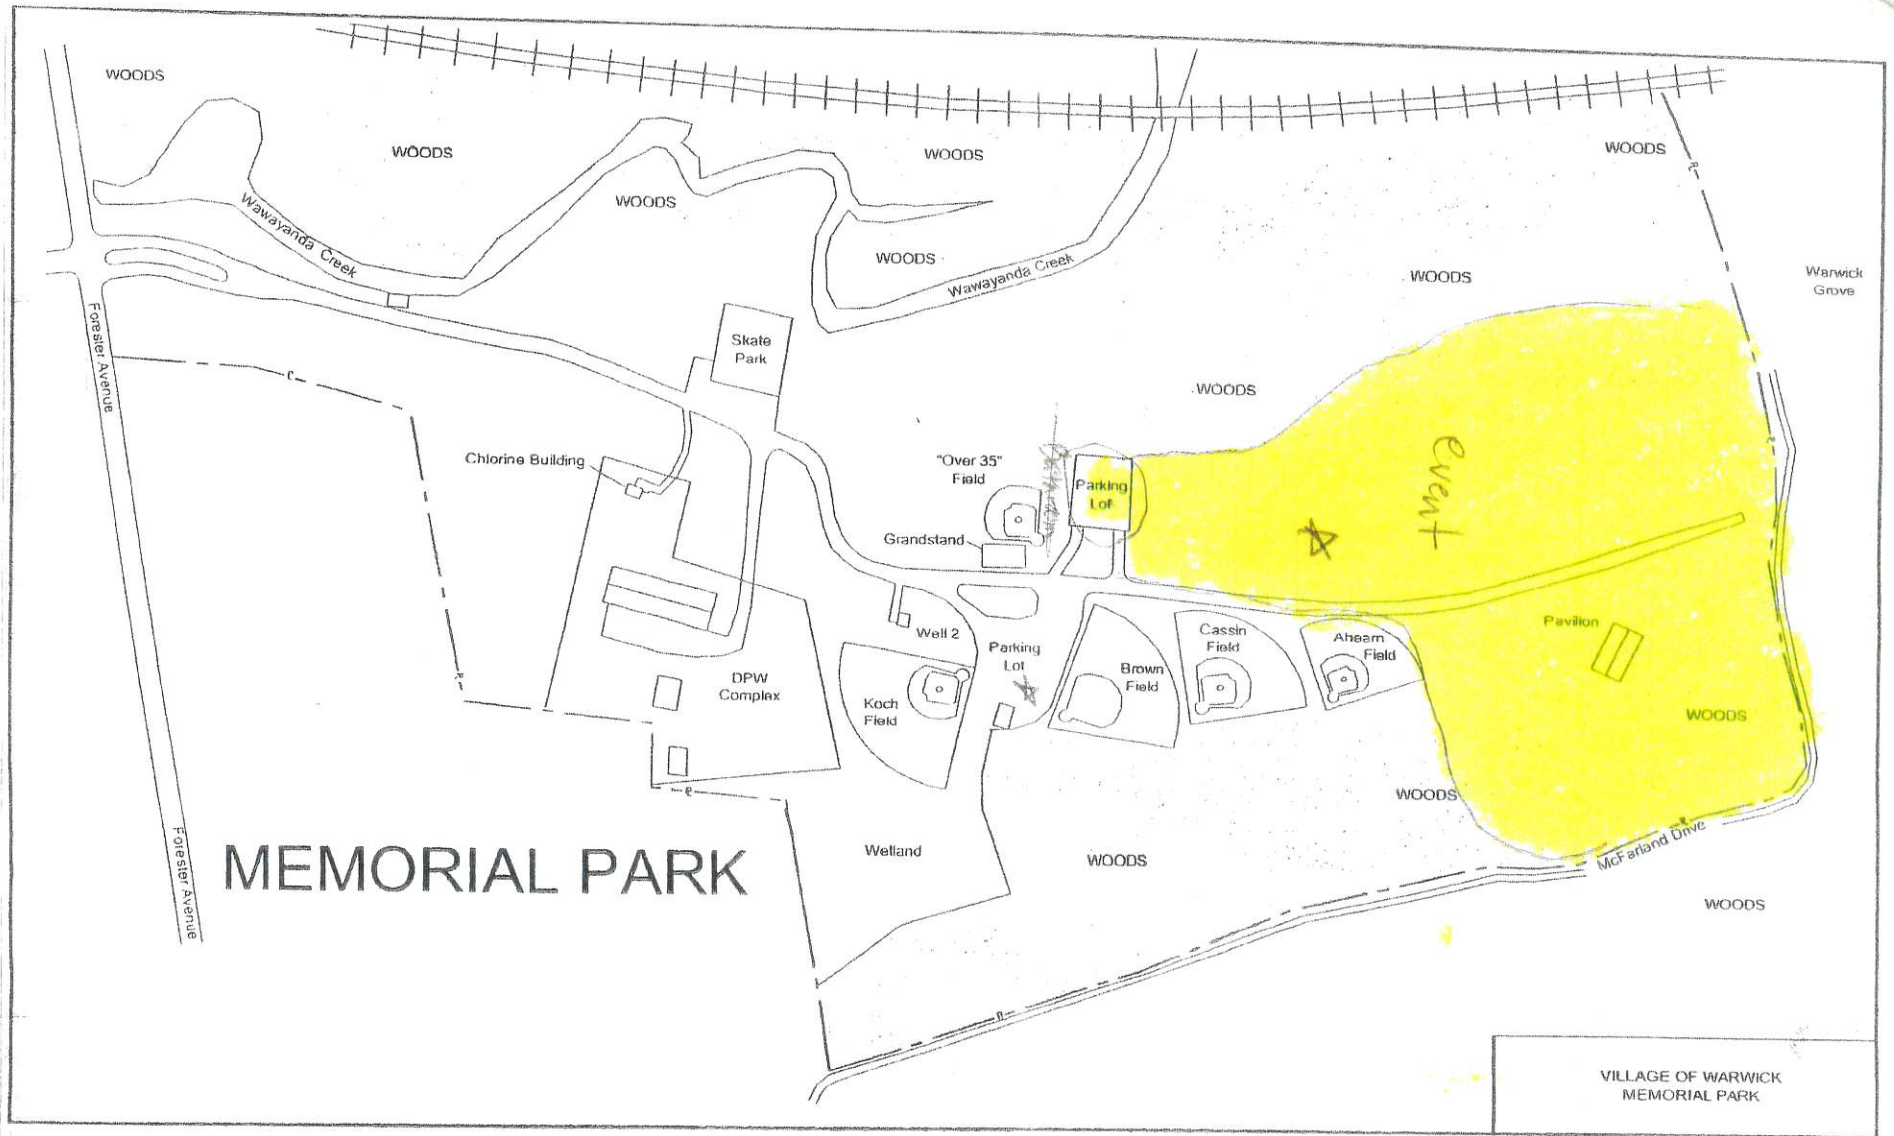 WOODS
WOODS
WOODS
WOODS
WOODS
WOODS
Wawayanda Creek
Wawayanda Creek
WOODS
Warwick
Grove
Forester Avenue
Skate
Park
WOODS
Chlorine Building
"Over 35"
Field
Parking
Lot
event
Grandstand
Well 2
Parking
Lot
Cassin
Field
Ahearn
Field
Pavilion
Brown
Field
DPW
Complex
Koch
Field
WOODS
WOODS
Forester Avenue
MEMORIAL PARK
Wetland
WOODS
McFarland Drive
WOODS
VILLAGE OF WARWICK
MEMORIAL PARK